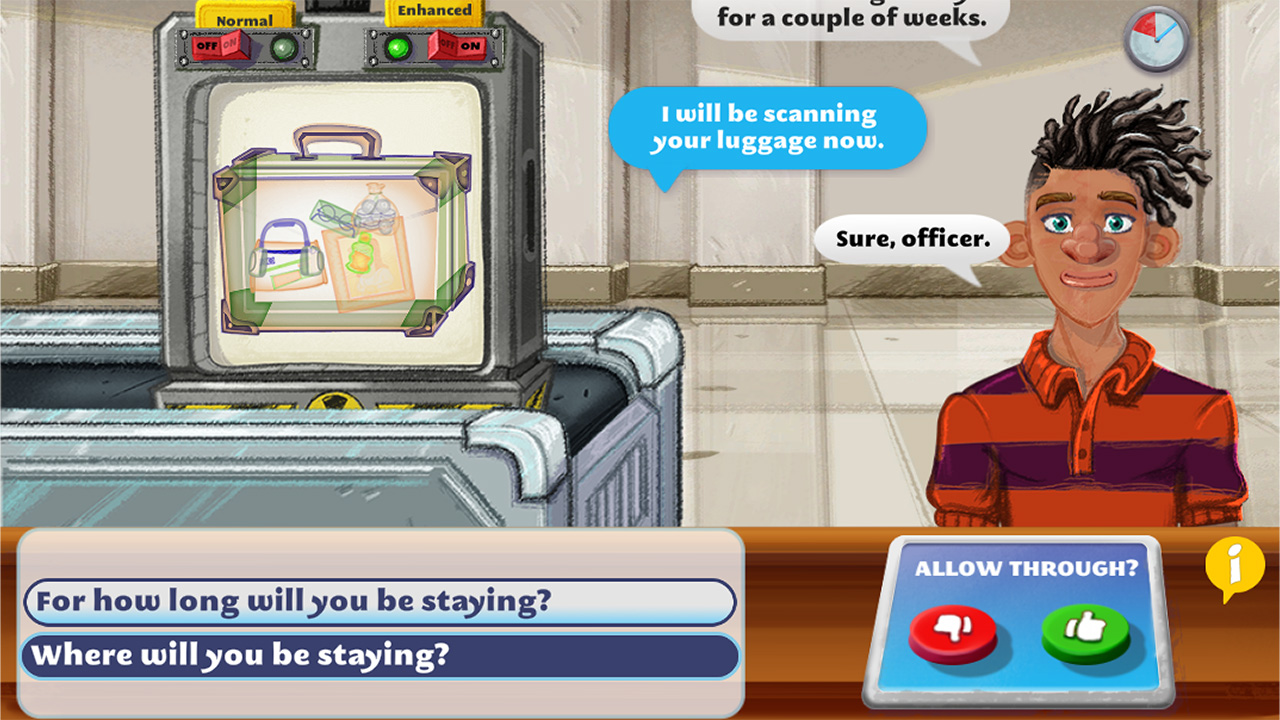 Normal
Enhanced
OFF ON
OFF ON
for a couple of weeks.
I will be scanning
your luggage now.
Sure, officer.
For how long will you be staying?
Where will you be staying?
ALLOW THROUGH?
i